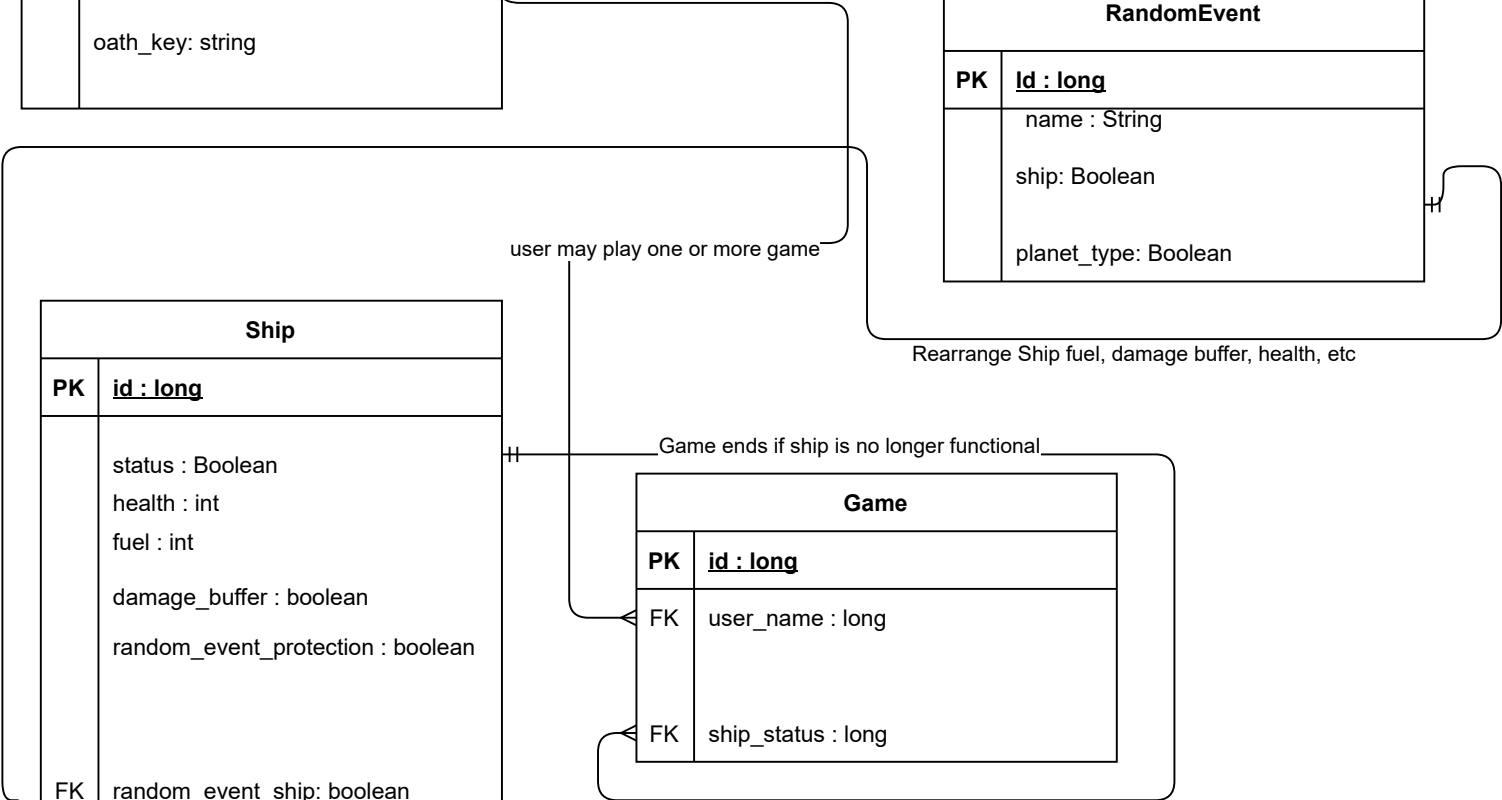 oath_key: string
RandomEvent
PK Id : long
name : String
ship: Boolean
planet_type: Boolean
user may play one or more game
Rearrange Ship fuel, damage buffer, health, etc
Ship
PK id : long
status : Boolean
health : int
fuel : int
damage_buffer : boolean
random_event_protection : boolean
FK random_event_ship: boolean
Game ends if ship is no longer functional
Game
PK id : long
FK user_name : long
FK ship_status : long